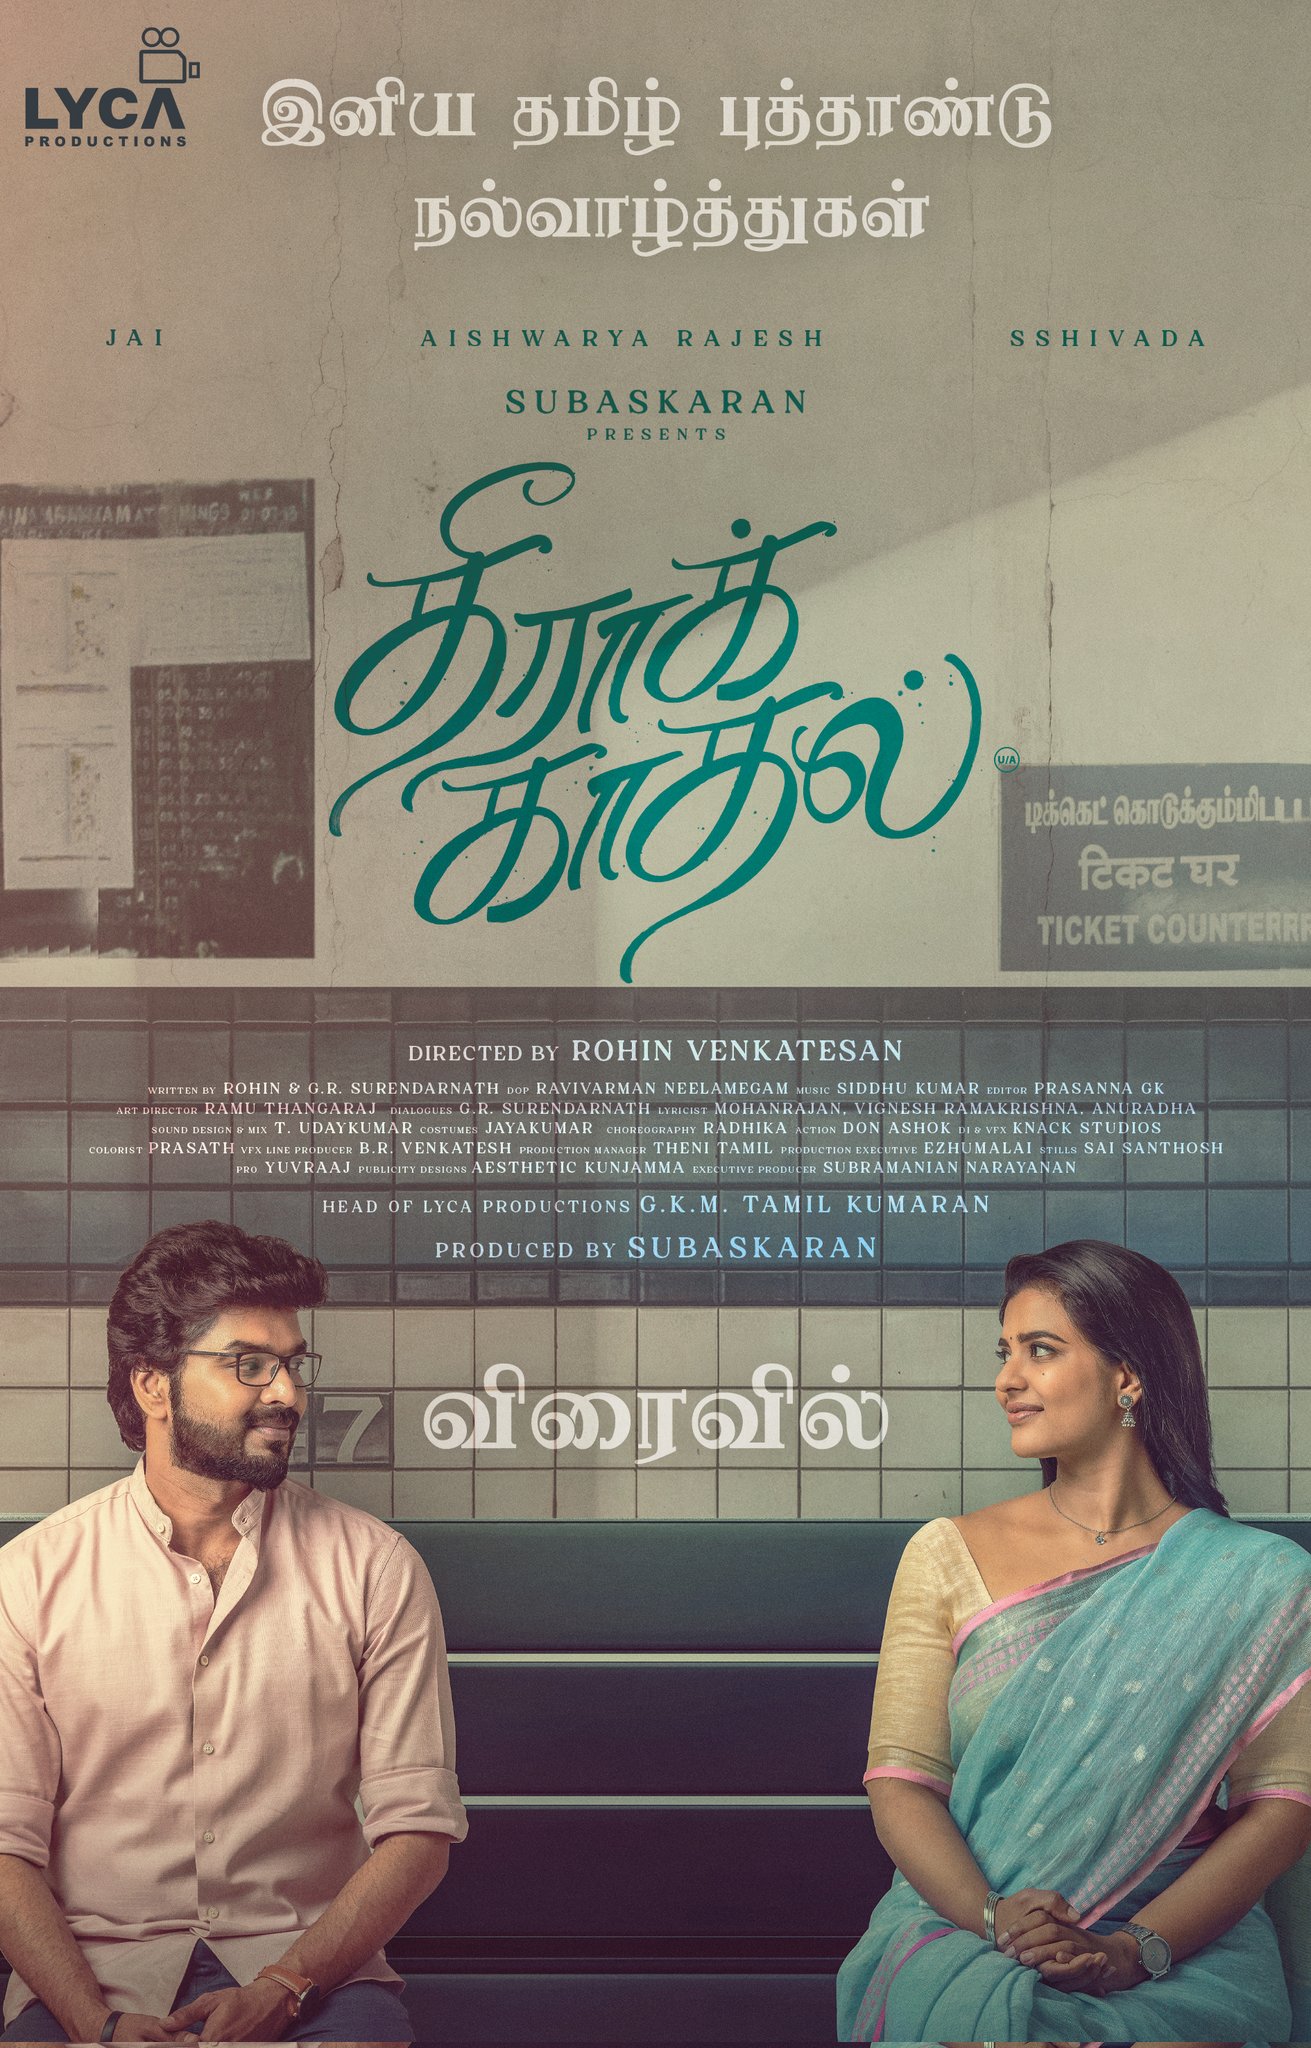 LYCA
PRODUCTIONS
இனிய தமிழ் புத்தாண்டு
நல்வாழ்த்துகள்
JAI AISHWARYA RAJESH SSHIVADA
SUBASKARAN
PRESENTS
தீராக்
காதல்
U/A
டிக்கெட் கொடுக்கும்மிடடட
टिकट घर
TICKET COUNTERRR
DIRECTED BY ROHIN VENKATESAN
WRITTEN BY ROHIN & G.R. SURENDARNATH DOP RAVIVARMAN NEELAMEGAM MUSIC SIDDHU KUMAR EDITOR PRASANNA GK
ART DIRECTOR RAMU THANGARAJ DIALOGUES G.R. SURENDARNATH LYRICIST MOHANRAJAN, VIGNESH RAMAKRISHNA, ANURADHA
SOUND DESIGN & MIX T. UDAYKUMAR COSTUMES JAYAKUMAR CHOREOGRAPHY RADHIKA ACTION DON ASHOK DI & VFX KNACK STUDIOS
COLORIST PRASATH VFX LINE PRODUCER B.R. VENKATESH PRODUCTION MANAGER THENI TAMIL PRODUCTION EXECUTIVE EZHUMALAI STILLS SAI SANTHOSH
PRO YUVRAAJ PUBLICITY DESIGNS AESTHETIC KUNJAMMA EXECUTIVE PRODUCER SUBRAMANIAN NARAYANAN
HEAD OF LYCA PRODUCTIONS G.K.M. TAMIL KUMARAN
PRODUCED BY SUBASKARAN
விரைவில்
7